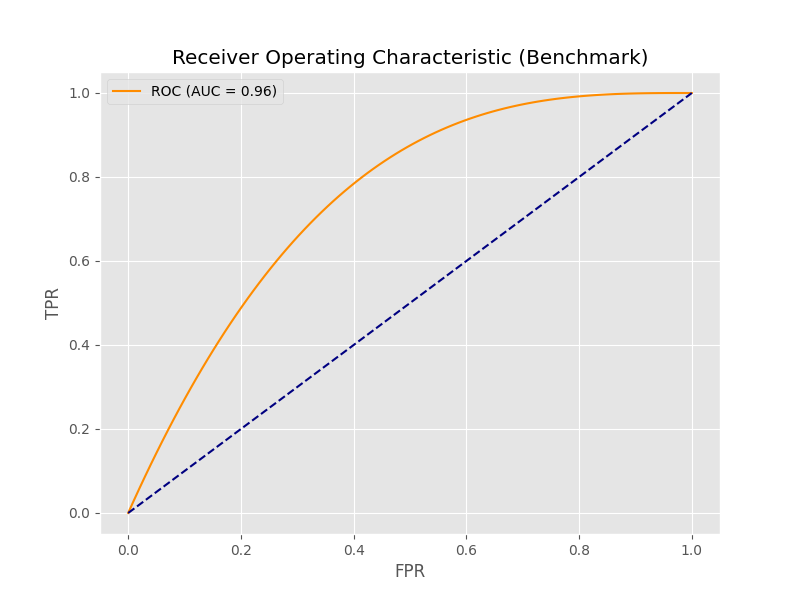 Receiver Operating Characteristic (Benchmark)
ROC (AUC = 0.96)
1.0
0.8
0.6
0.4
0.2
0.0
TPR
0.0 0.2 0.4 0.6 0.8 1.0
FPR